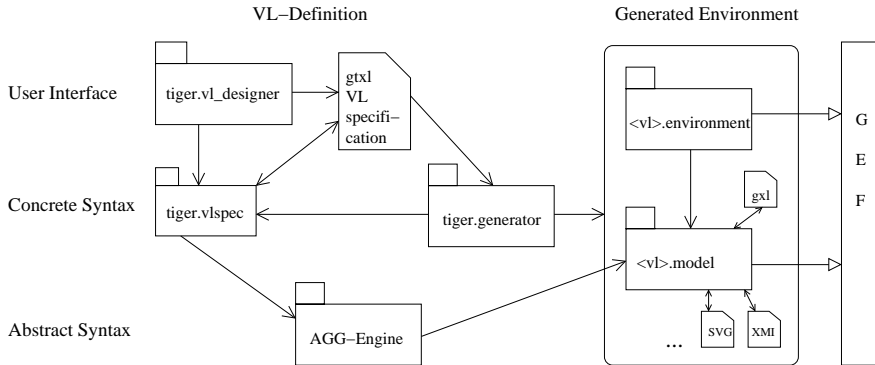 VL–Definition
Generated Environment
User Interface
tiger.vl_designer
gtxl
VL
specifi–
cation
<vl>.environment
G
E
F
Concrete Syntax
tiger.vlspec
tiger.generator
gxl
<vl>.model
Abstract Syntax
AGG–Engine
...
SVG
XMI